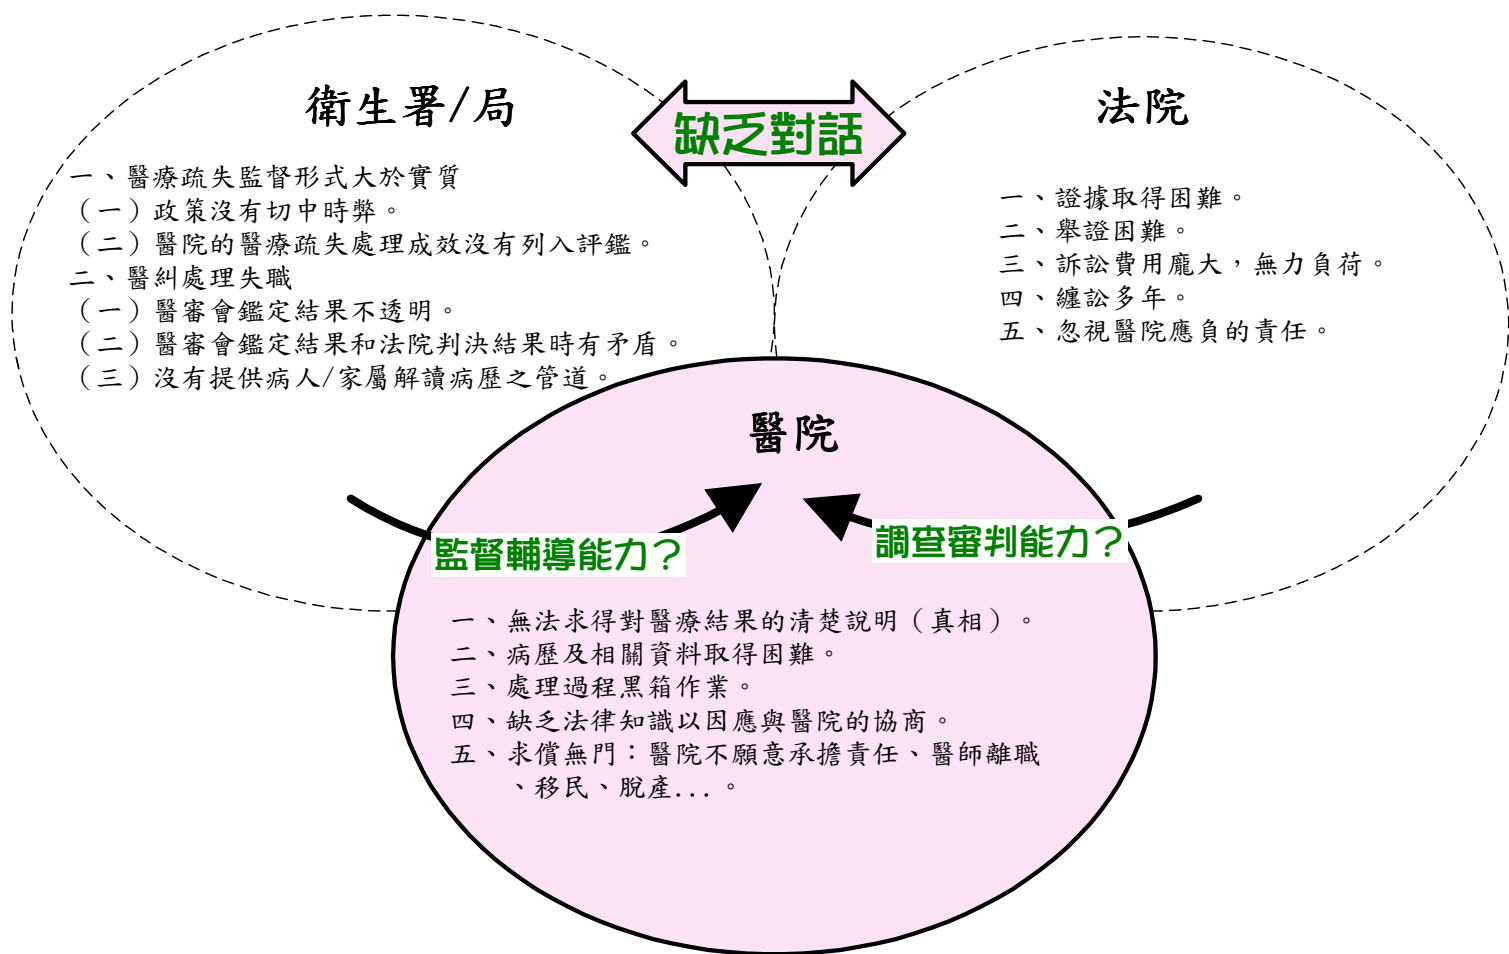 衛生署/局
一、醫療疏失監督形式大於實質
（一）政策沒有切中時弊。
（二）醫院的醫療疏失處理成效沒有列入評鑑。
二、醫糾處理失職
（一）醫審會鑑定結果不透明。
（二）醫審會鑑定結果和法院判決結果時有矛盾。
（三）沒有提供病人/家屬解讀病歷之管道。
缺乏對話
法院
一、證據取得困難。
二、舉證困難。
三、訴訟費用龐大，無力負荷。
四、纏訟多年。
五、忽視醫院應負的責任。
醫院
監督輔導能力？
調查審判能力？
一、無法求得對醫療結果的清楚說明（真相）。
二、病歷及相關資料取得困難。
三、處理過程黑箱作業。
四、缺乏法律知識以因應與醫院的協商。
五、求償無門：醫院不願意承擔責任、醫師離職
、移民、脫產...。